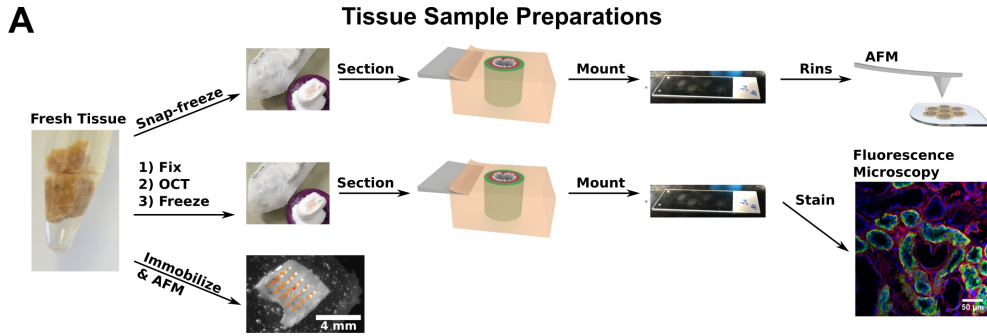 A
Tissue Sample Preparations
Fresh Tissue
Snap-freeze
Section
Mount
Rins
AFM
1) Fix
2) OCT
3) Freeze
Section
Mount
Stain
Fluorescence
Microscopy
50 µm
Immobilize
& AFM
4 mm